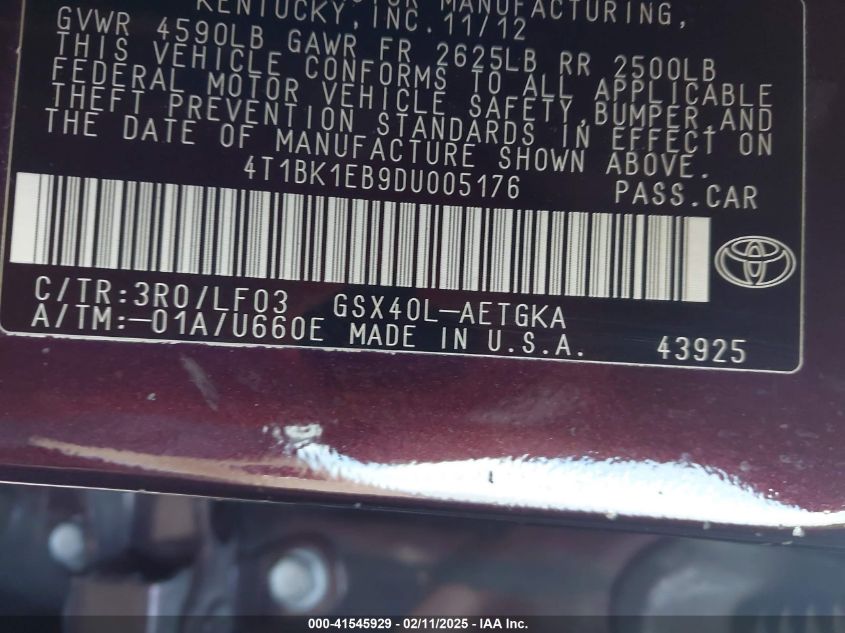 MANUFACTURING,
KENTUCKY, INC. 11/12
GVWR 4590LB GAWR FR 2625LB RR 2500LB
THIS VEHICLE CONFORMS TO ALL APPLICABLE
FEDERAL MOTOR VEHICLE SAFETY, BUMPER, AND
THEFT PREVENTION STANDARDS IN EFFECT ON
THE DATE OF MANUFACTURE SHOWN ABOVE.
4T1BK1EB9DU005176 PASS.CAR
C/TR:3R0/LF03 GSX40L-AETGKA
A/TM:-01A/U660E MADE IN U.S.A. 43925
000-41545929 - 02/11/2025 - IAA Inc.